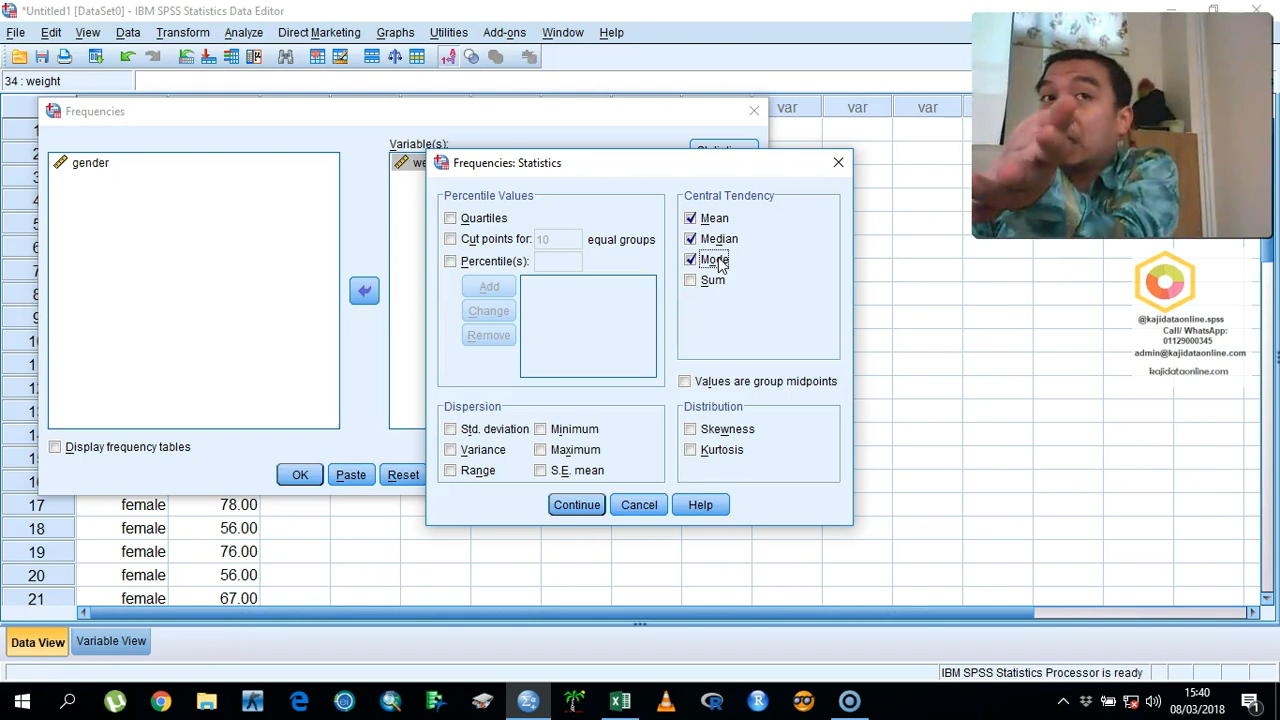 *Untitled1 [DataSet0] - IBM SPSS Statistics Data Editor
File Edit View Data Transform Analyze Direct Marketing Graphs Utilities Add-ons Window Help
34 : weight
var var var
Frequencies
Variable(s):
gender
Frequencies: Statistics
Percentile Values
Quartiles
Cut points for: 10 equal groups
Percentile(s):
Add
Change
Remove
Central Tendency
Mean
Median
Mode
Sum
Values are group midpoints
Dispersion
Std. deviation Minimum
Variance Maximum
Range S.E. mean
Distribution
Skewness
Kurtosis
Continue Cancel Help
Display frequency tables
OK Paste Reset
17 female 78.00
18 female 56.00
19 female 76.00
20 female 56.00
21 female 67.00
Data View Variable View
IBM SPSS Statistics Processor is ready
@kajidataonline.spss
Call/ WhatsApp:
01129000345
admin@kajidataonline.com
kajidataonline.com
15:40
08/03/2018